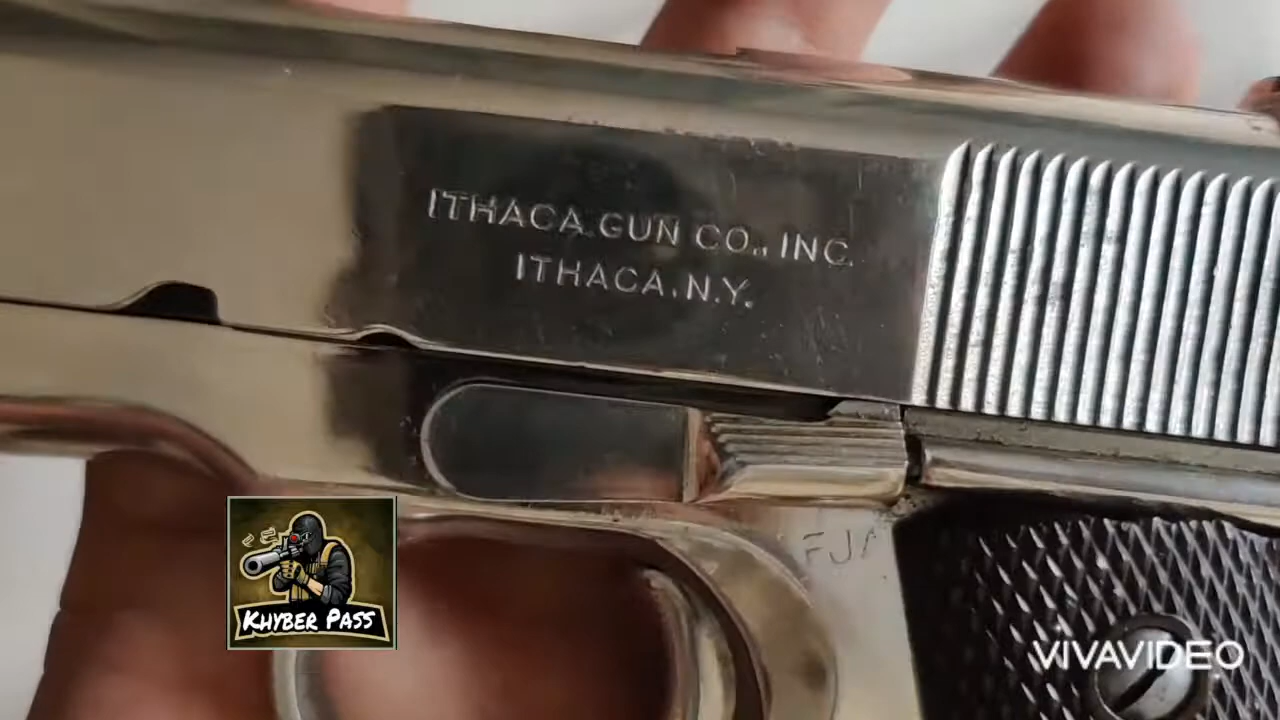 ITHACA GUN CO., INC.
ITHACA, N.Y.
KHYBER PASS
VIVAVIDEO